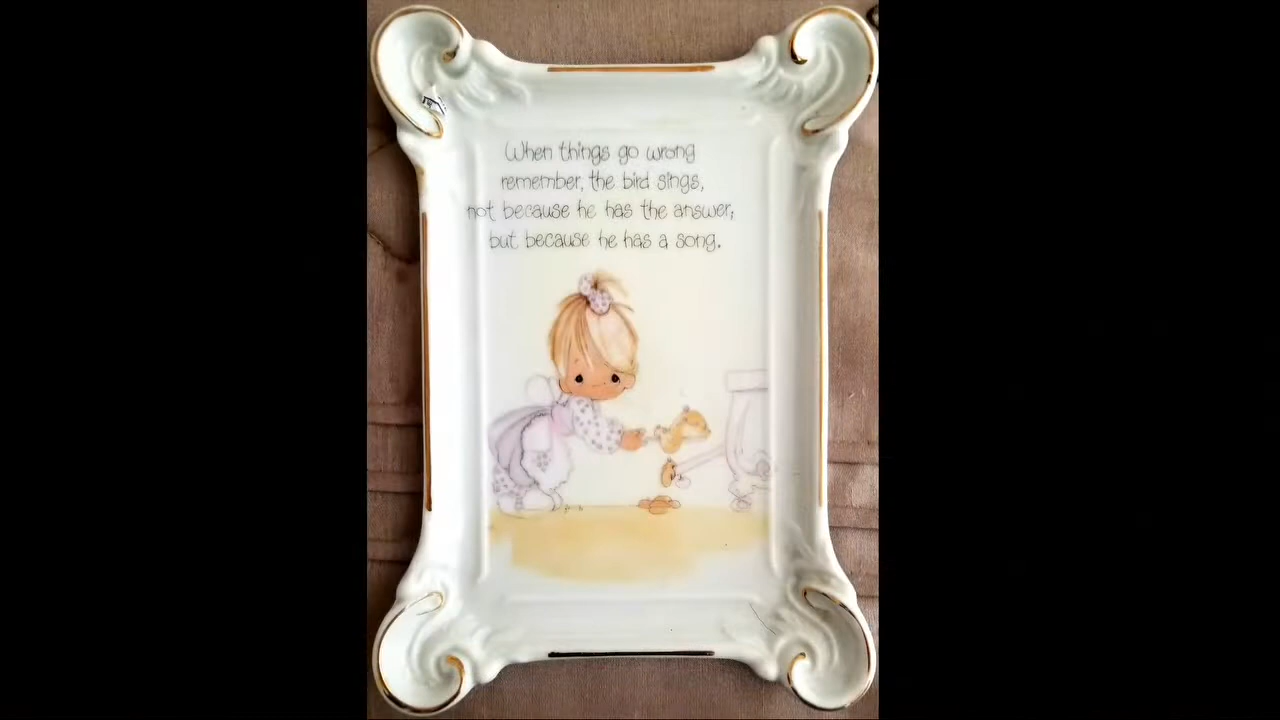 When things go wrong
remember, the bird sings,
not because he has the answer;
but because he has a song.